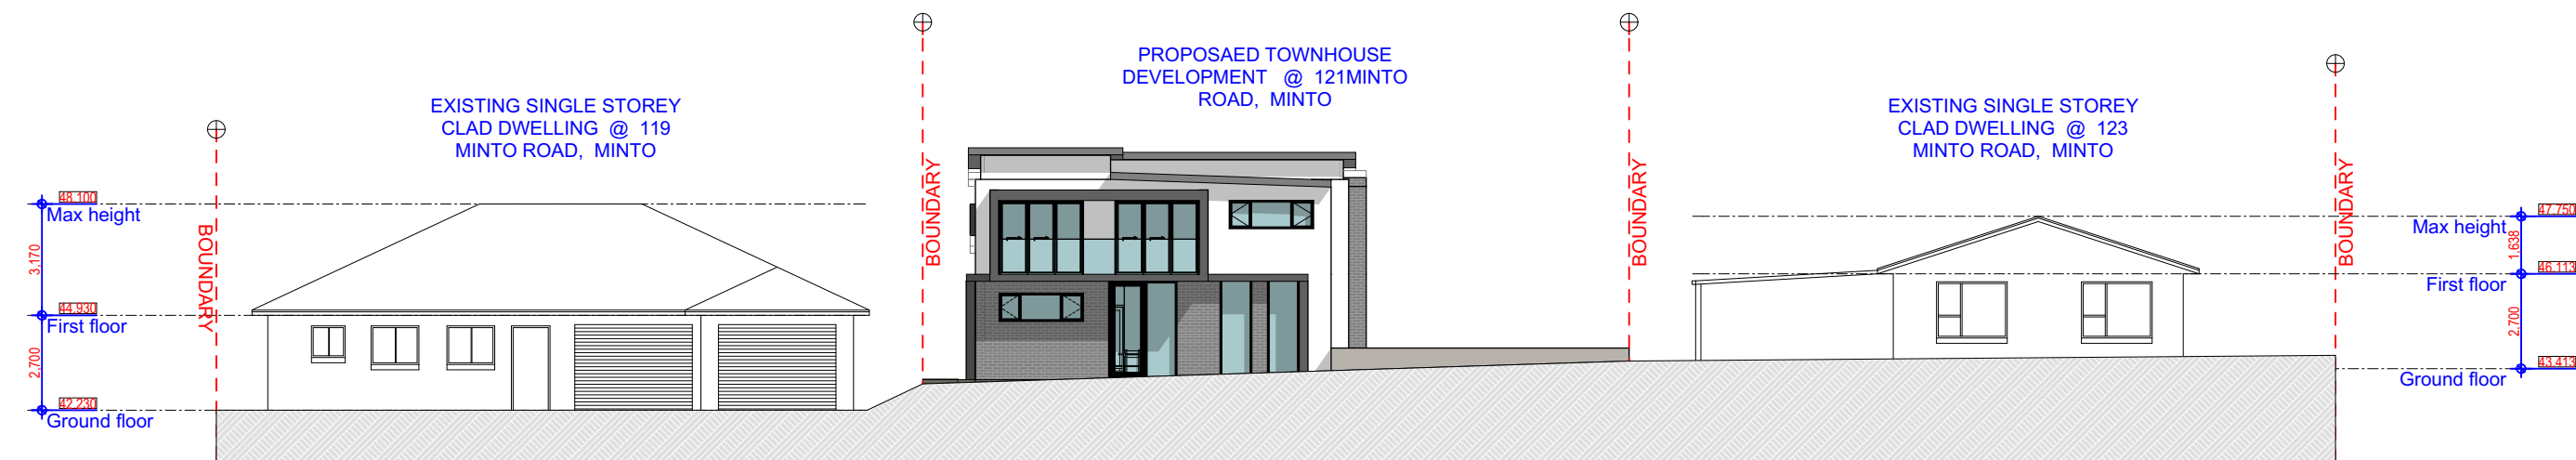 PROPOSAED TOWNHOUSE
DEVELOPMENT @ 121MINTO
ROAD, MINTO
EXISTING SINGLE STOREY
CLAD DWELLING @ 119
MINTO ROAD, MINTO
EXISTING SINGLE STOREY
CLAD DWELLING @ 123
MINTO ROAD, MINTO
BOUNDARY
BOUNDARY
BOUNDARY
BOUNDARY
48.100
Max height
3.170
44.930
First floor
2.700
42.230
Ground floor
47.750
Max height
1.638
46.113
First floor
2.700
43.413
Ground floor